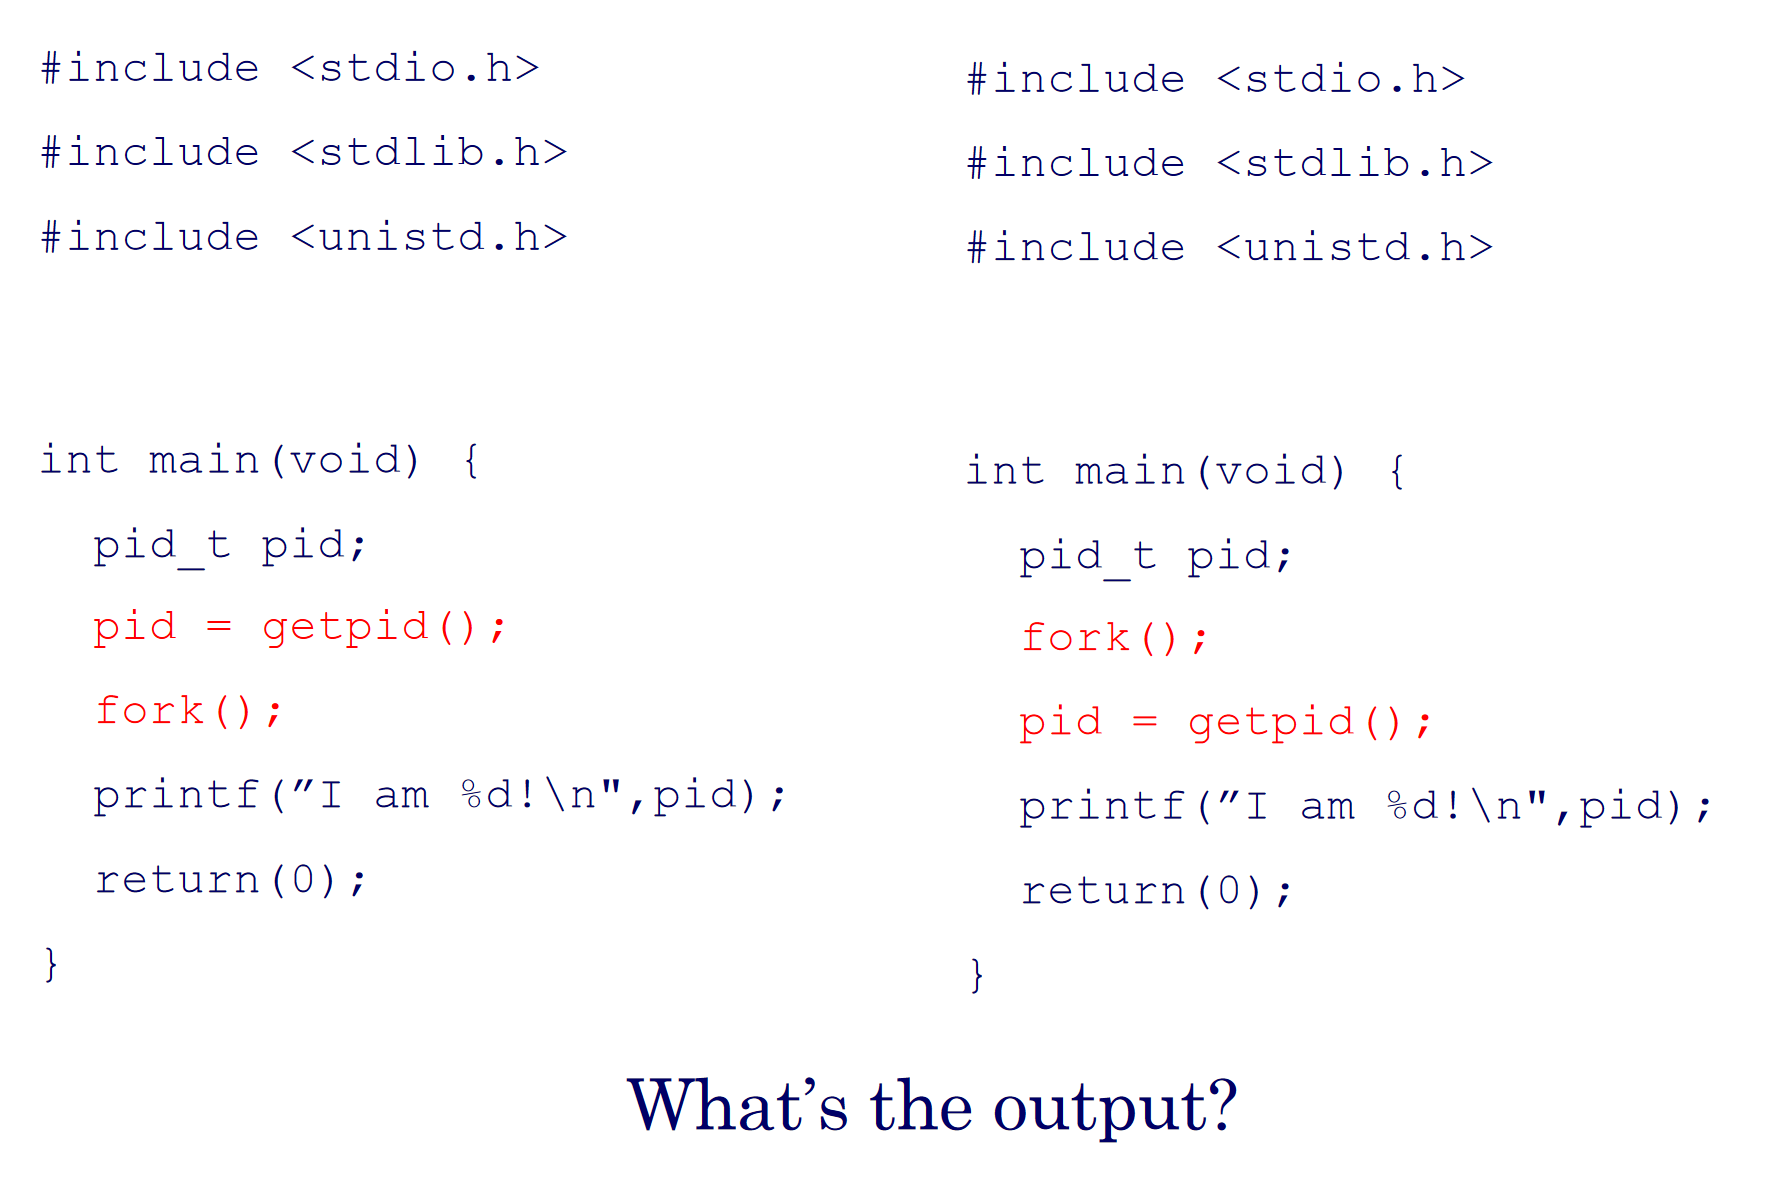 #include <stdio.h>
#include <stdlib.h>
#include <unistd.h>
int main(void) {
pid_t pid;
pid = getpid();
fork();
printf(”I am %d!\n",pid);
return(0);
}
#include <stdio.h>
#include <stdlib.h>
#include <unistd.h>
int main(void) {
pid_t pid;
fork();
pid = getpid();
printf(”I am %d!\n",pid);
return(0);
}
What’s the output?